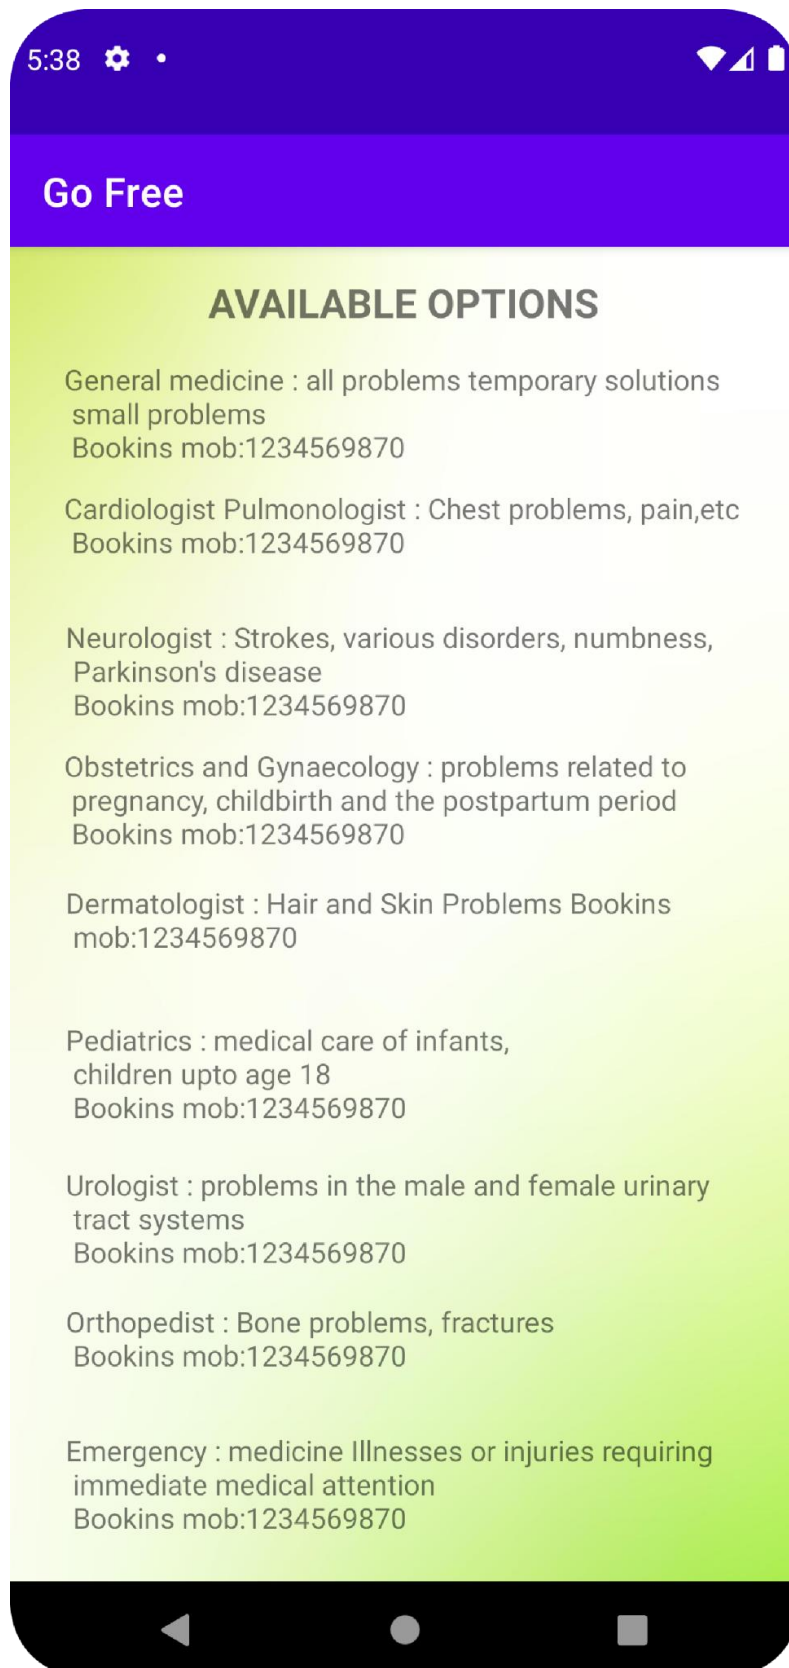 5:38
Go Free
AVAILABLE OPTIONS
General medicine : all problems temporary solutions
small problems
Bookins mob:1234569870
Cardiologist Pulmonologist : Chest problems, pain,etc
Bookins mob:1234569870
Neurologist : Strokes, various disorders, numbness,
Parkinson's disease
Bookins mob:1234569870
Obstetrics and Gynaecology : problems related to
pregnancy, childbirth and the postpartum period
Bookins mob:1234569870
Dermatologist : Hair and Skin Problems Bookins
mob:1234569870
Pediatrics : medical care of infants,
children upto age 18
Bookins mob:1234569870
Urologist : problems in the male and female urinary
tract systems
Bookins mob:1234569870
Orthopedist : Bone problems, fractures
Bookins mob:1234569870
Emergency : medicine Illnesses or injuries requiring
immediate medical attention
Bookins mob:1234569870